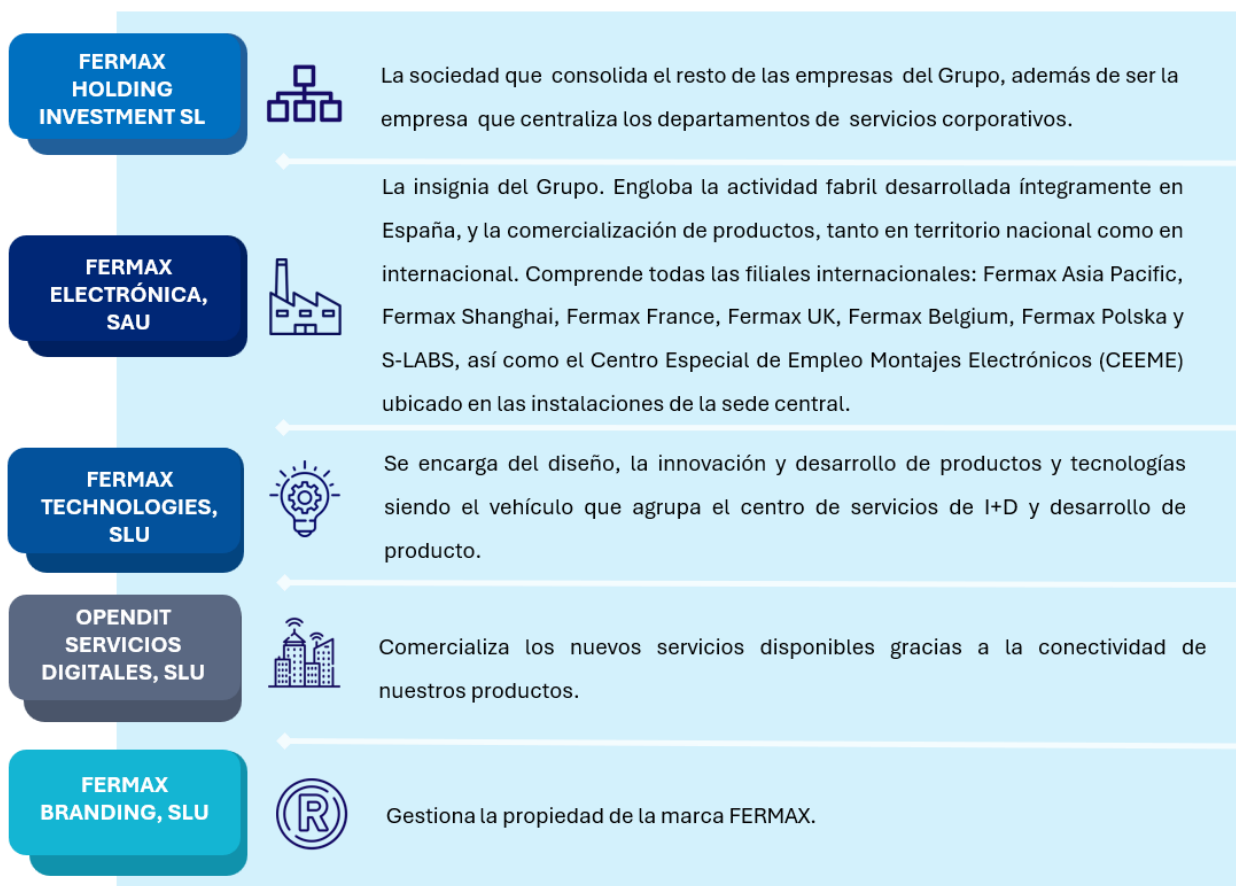 FERMAX
HOLDING
INVESTMENT SL
La sociedad que consolida el resto de las empresas del Grupo, además de ser la
empresa que centraliza los departamentos de servicios corporativos.
FERMAX
ELECTRÓNICA,
SAU
La insignia del Grupo. Engloba la actividad fabril desarrollada íntegramente en
España, y la comercialización de productos, tanto en territorio nacional como en
internacional. Comprende todas las filiales internacionales: Fermax Asia Pacific,
Fermax Shanghai, Fermax France, Fermax UK, Fermax Belgium, Fermax Polska y
S-LABS, así como el Centro Especial de Empleo Montajes Electrónicos (CEEME)
ubicado en las instalaciones de la sede central.
FERMAX
TECHNOLOGIES,
SLU
Se encarga del diseño, la innovación y desarrollo de productos y tecnologías
siendo el vehículo que agrupa el centro de servicios de I+D y desarrollo de
producto.
OPENDIT
SERVICIOS
DIGITALES, SLU
Comercializa los nuevos servicios disponibles gracias a la conectividad de
nuestros productos.
FERMAX
BRANDING, SLU
R
Gestiona la propiedad de la marca FERMAX.